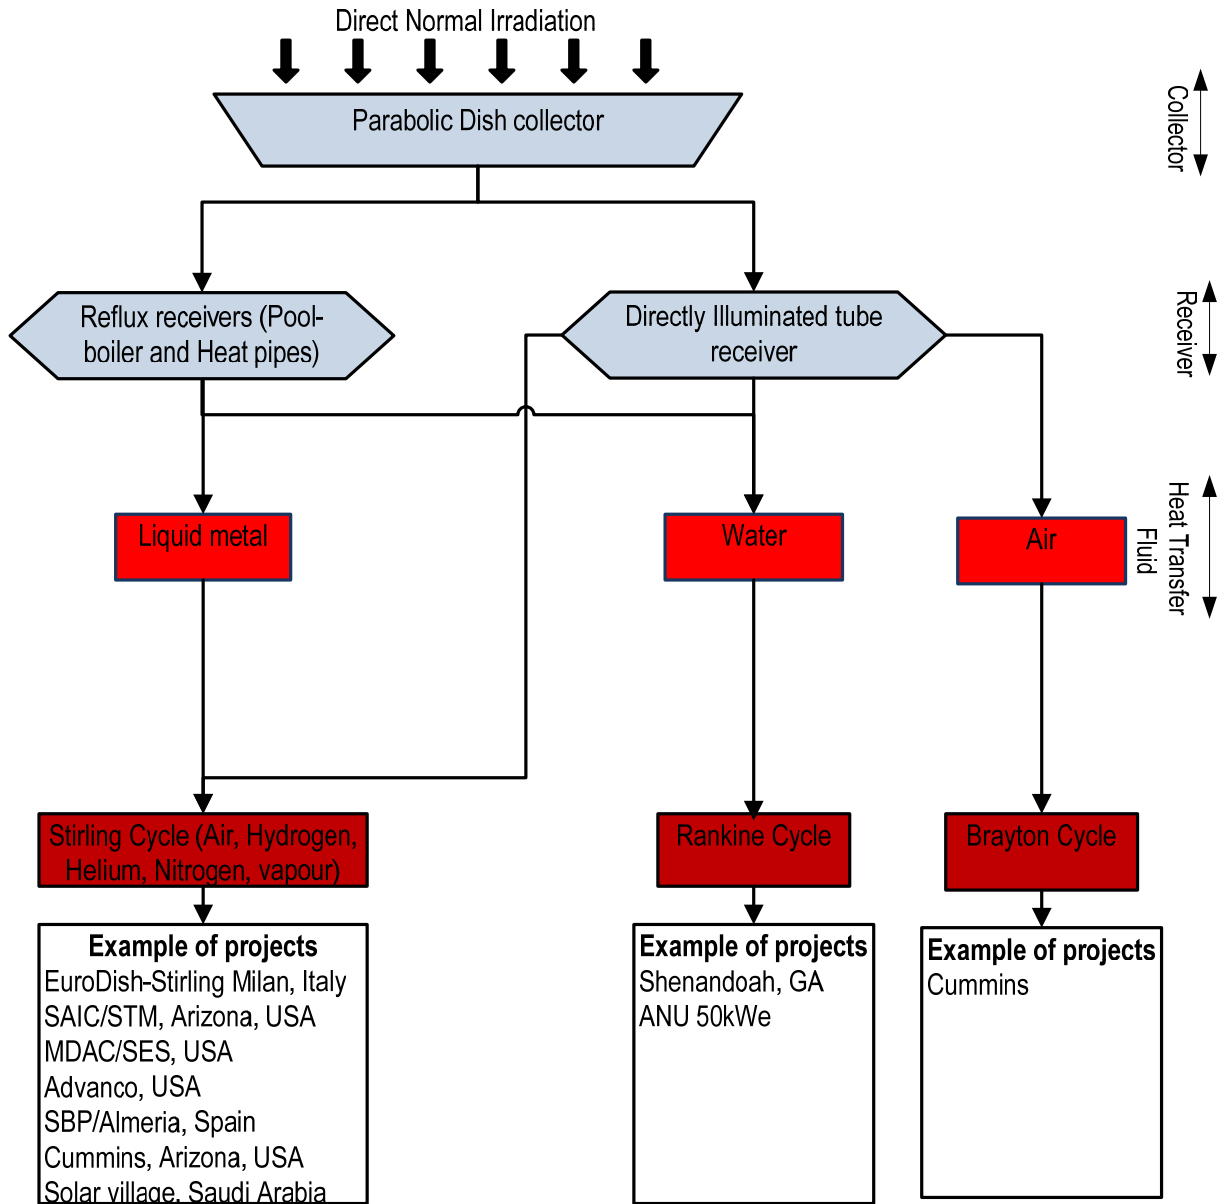 Direct Normal Irradiation
Parabolic Dish collector
Collector
Reflux receivers (Pool-
boiler and Heat pipes)
Directly Illuminated tube
receiver
Receiver
Liquid metal
Water
Air
Heat Transfer
Fluid
Stirling Cycle (Air, Hydrogen,
Helium, Nitrogen, vapour)
Rankine Cycle
Brayton Cycle
Example of projects
EuroDish-Stirling Milan, Italy
SAIC/STM, Arizona, USA
MDAC/SES, USA
Advanco, USA
SBP/Almeria, Spain
Cummins, Arizona, USA
Solar village, Saudi Arabia
Example of projects
Shenandoah, GA
ANU 50kWe
Example of projects
Cummins